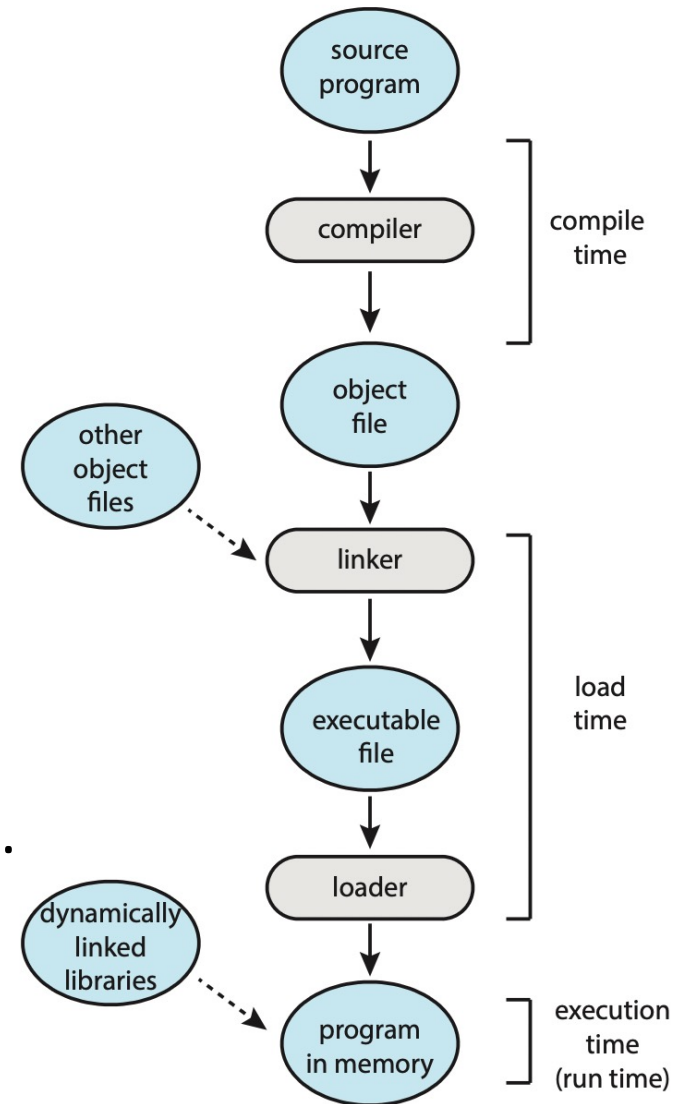 source
program
compiler
compile
time
object
file
other
object
files
linker
executable
file
load
time
loader
dynamically
linked
libraries
program
in memory
execution
time
(run time)